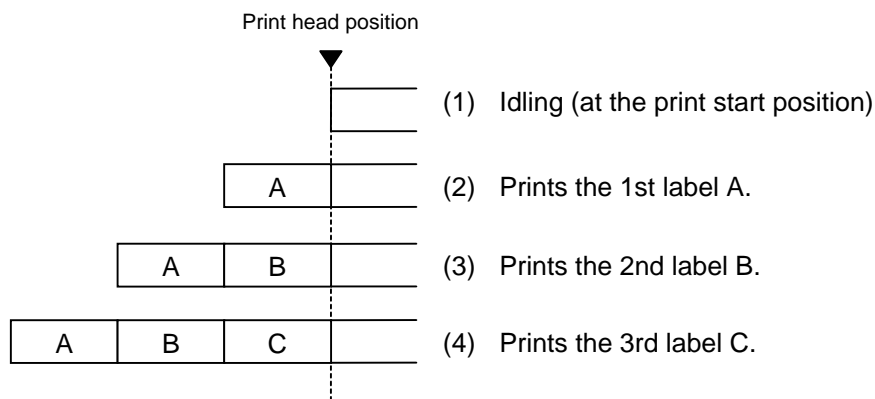 Print head position
(1) Idling (at the print start position)
A (2) Prints the 1st label A.
A B (3) Prints the 2nd label B.
A B C (4) Prints the 3rd label C.